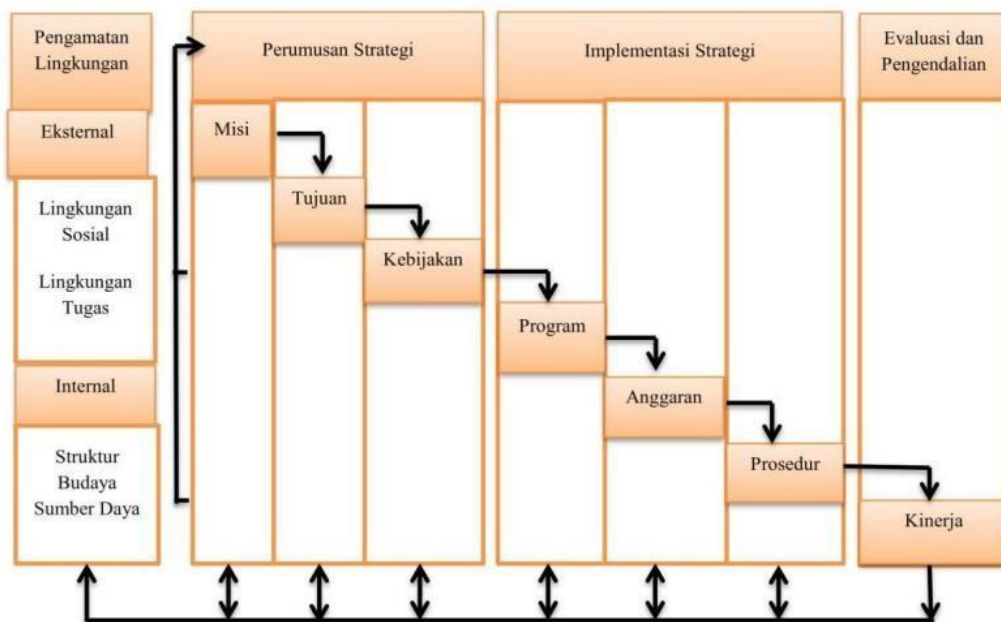 Pengamatan
Lingkungan
Perumusan Strategi
Implementasi Strategi
Evaluasi dan
Pengendalian
Eksternal
Lingkungan
Sosial
Lingkungan
Tugas
Internal
Struktur
Budaya
Sumber Daya
Misi
Tujuan
Kebijakan
Program
Anggaran
Prosedur
Kinerja